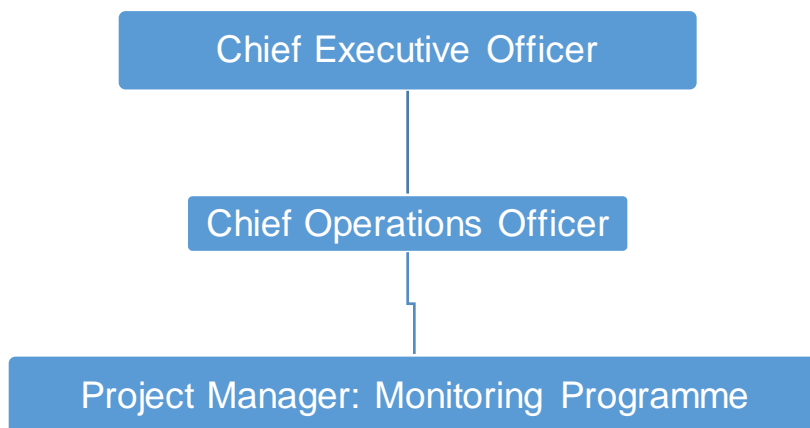 Chief Executive Officer
Chief Operations Officer
Project Manager: Monitoring Programme